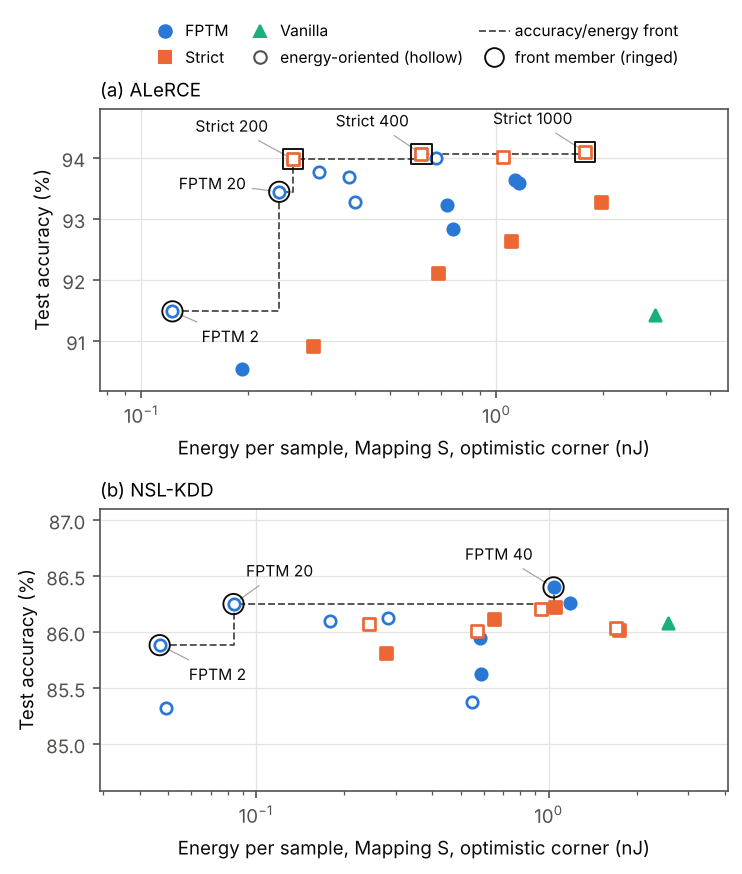 FPTM
Vanilla
accuracy/energy front
Strict
energy-oriented (hollow)
front member (ringed)
(a) ALeRCE
Strict 200
Strict 400
Strict 1000
FPTM 20
FPTM 2
94
93
92
91
Test accuracy (%)
10⁻¹
10⁰
Energy per sample, Mapping S, optimistic corner (nJ)
(b) NSL-KDD
FPTM 40
FPTM 20
FPTM 2
87.0
86.5
86.0
85.5
85.0
Test accuracy (%)
10⁻¹
10⁰
Energy per sample, Mapping S, optimistic corner (nJ)